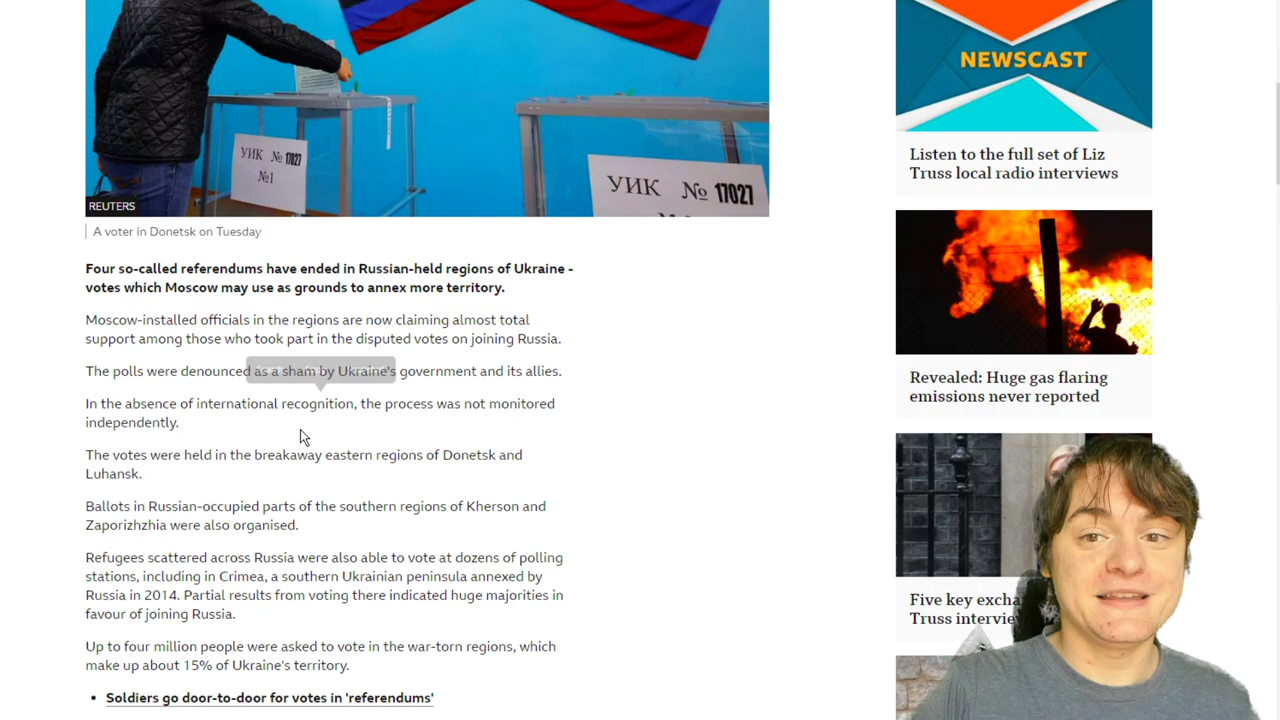 NEWSCAST
УИК № 17027
№1
УИК № 17027
REUTERS
A voter in Donetsk on Tuesday
Four so-called referendums have ended in Russian-held regions of Ukraine -
votes which Moscow may use as grounds to annex more territory.
Moscow-installed officials in the regions are now claiming almost total
support among those who took part in the disputed votes on joining Russia.
The polls were denounced as a sham by Ukraine's government and its allies.
In the absence of international recognition, the process was not monitored
independently.
The votes were held in the breakaway eastern regions of Donetsk and
Luhansk.
Ballots in Russian-occupied parts of the southern regions of Kherson and
Zaporizhzhia were also organised.
Refugees scattered across Russia were also able to vote at dozens of polling
stations, including in Crimea, a southern Ukrainian peninsula annexed by
Russia in 2014. Partial results from voting there indicated huge majorities in
favour of joining Russia.
Up to four million people were asked to vote in the war-torn regions, which
make up about 15% of Ukraine's territory.
• Soldiers go door-to-door for votes in 'referendums'
Listen to the full set of Liz
Truss local radio interviews
Revealed: Huge gas flaring
emissions never reported
Five key
Truss